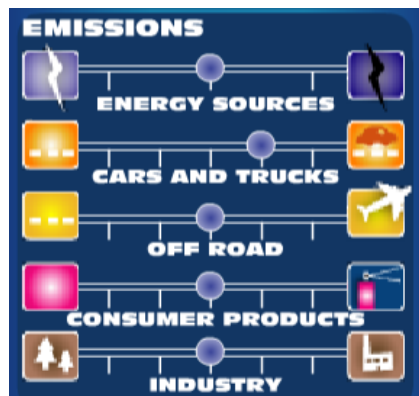 EMISSIONS
ENERGY SOURCES
CARS AND TRUCKS
OFF ROAD
CONSUMER PRODUCTS
INDUSTRY